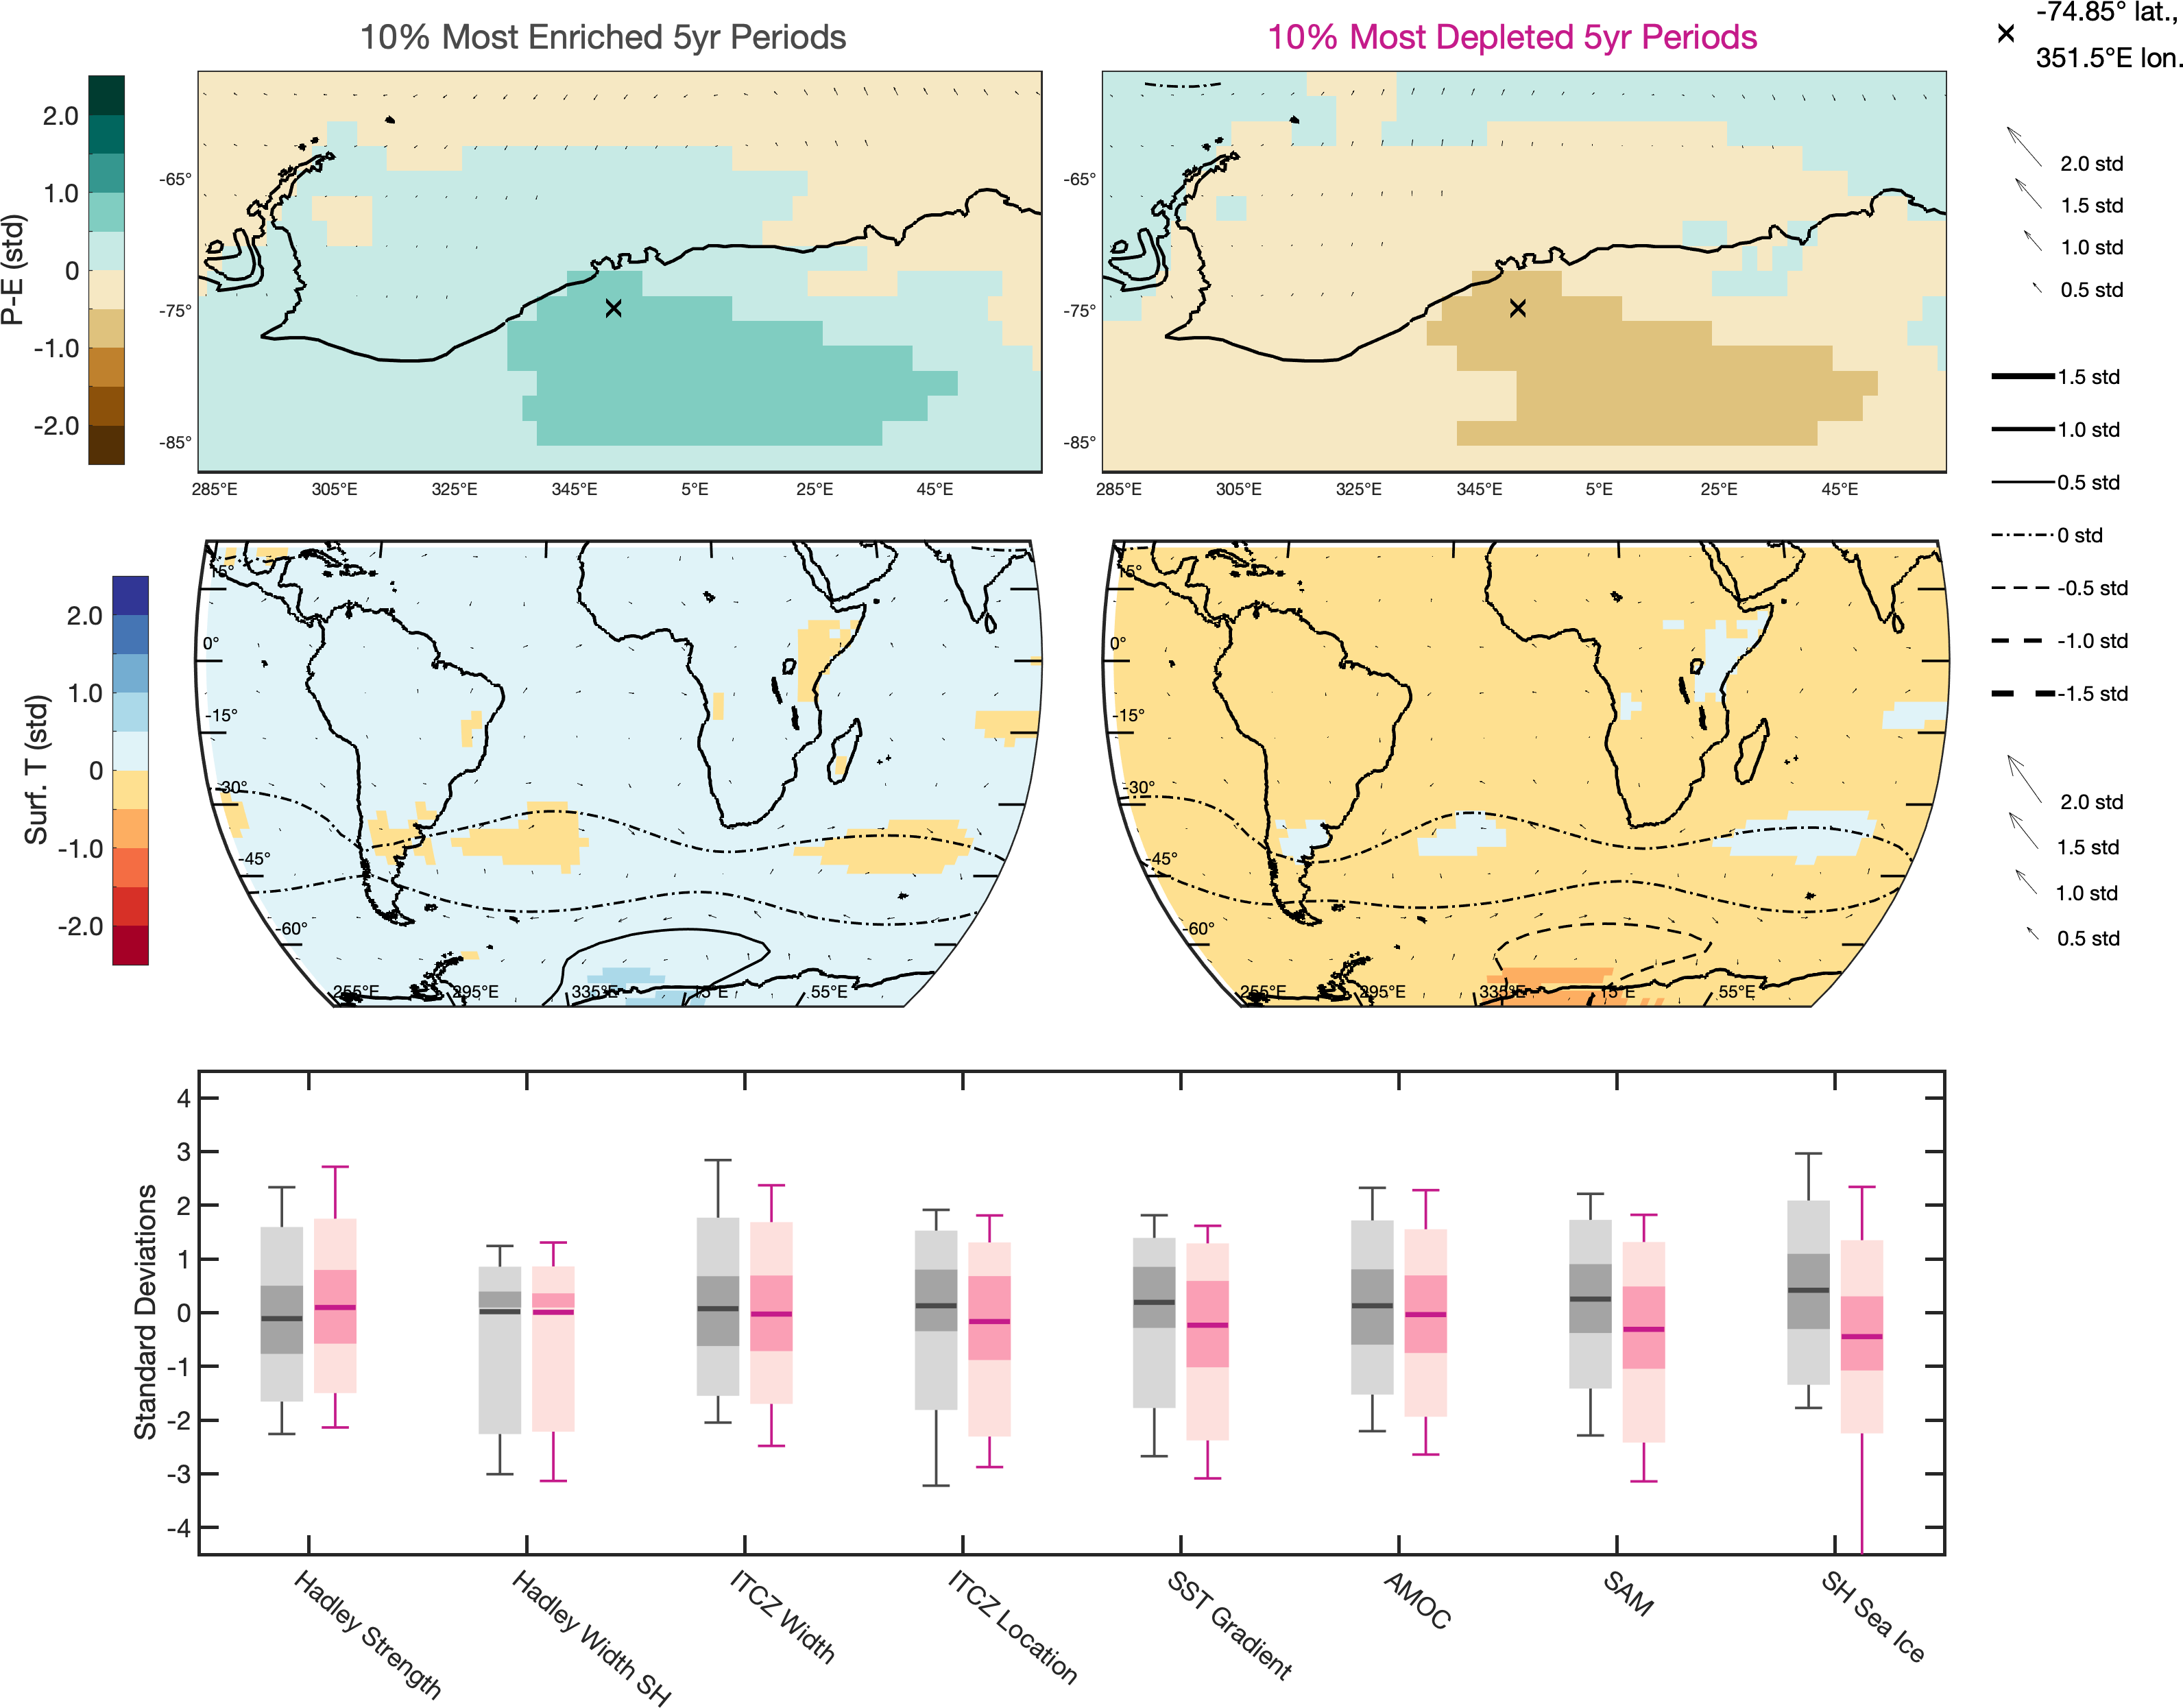 10% Most Enriched 5yr Periods
10% Most Depleted 5yr Periods
-74.85° lat.,
351.5°E lon.
P-E (std)
2.0
1.0
0
-1.0
-2.0
-65°
-75°
-85°
285°E 305°E 325°E 345°E 5°E 25°E 45°E
-65°
-75°
-85°
285°E 305°E 325°E 345°E 5°E 25°E 45°E
2.0 std
1.5 std
1.0 std
0.5 std
1.5 std
1.0 std
0.5 std
0 std
-0.5 std
-1.0 std
-1.5 std
2.0 std
1.5 std
1.0 std
0.5 std
Surf. T (std)
2.0
1.0
0
-1.0
-2.0
15°
0°
-15°
-30°
-45°
-60°
255°E 295°E 335°E 15°E 55°E
15°
0°
-15°
-30°
-45°
-60°
255°E 295°E 335°E 15°E 55°E
Standard Deviations
4
3
2
1
0
-1
-2
-3
-4
Hadley Strength
Hadley Width SH
ITCZ Width
ITCZ Location
SST Gradient
AMOC
SAM
SH Sea Ice